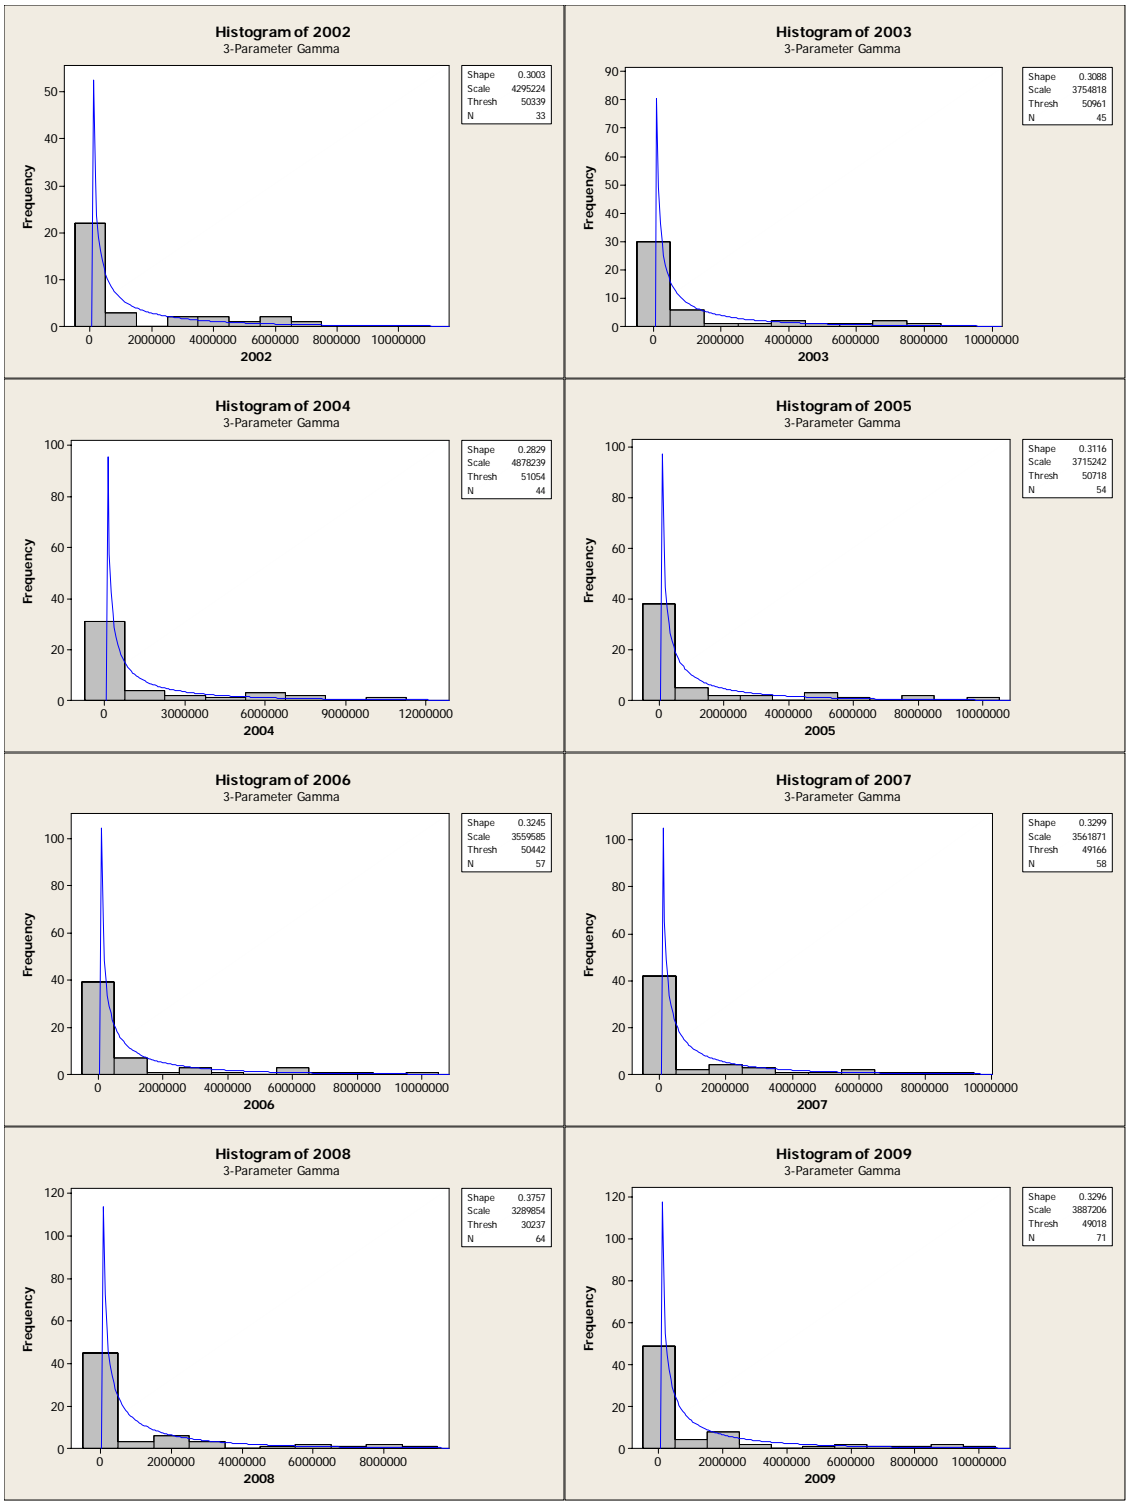 Histogram of 2002
3-Parameter Gamma
Shape 0.3003
Scale 4295224
Thresh 50339
N 33
Frequency
50
40
30
20
10
0
0 2000000 4000000 6000000 8000000 10000000
2002
Histogram of 2003
3-Parameter Gamma
Shape 0.3088
Scale 3754818
Thresh 50961
N 45
Frequency
90
80
70
60
50
40
30
20
10
0
0 2000000 4000000 6000000 8000000 10000000
2003
Histogram of 2004
3-Parameter Gamma
Shape 0.2829
Scale 4878239
Thresh 51054
N 44
Frequency
100
80
60
40
20
0
0 3000000 6000000 9000000 12000000
2004
Histogram of 2005
3-Parameter Gamma
Shape 0.3116
Scale 3715242
Thresh 50718
N 54
Frequency
100
80
60
40
20
0
0 2000000 4000000 6000000 8000000 10000000
2005
Histogram of 2006
3-Parameter Gamma
Shape 0.3245
Scale 3559585
Thresh 50442
N 57
Frequency
100
80
60
40
20
0
0 2000000 4000000 6000000 8000000 10000000
2006
Histogram of 2007
3-Parameter Gamma
Shape 0.3299
Scale 3561871
Thresh 49166
N 58
Frequency
100
80
60
40
20
0
0 2000000 4000000 6000000 8000000 10000000
2007
Histogram of 2008
3-Parameter Gamma
Shape 0.3757
Scale 3289854
Thresh 30237
N 64
Frequency
120
100
80
60
40
20
0
0 2000000 4000000 6000000 8000000
2008
Histogram of 2009
3-Parameter Gamma
Shape 0.3296
Scale 3887206
Thresh 49018
N 71
Frequency
120
100
80
60
40
20
0
0 2000000 4000000 6000000 8000000 10000000
2009